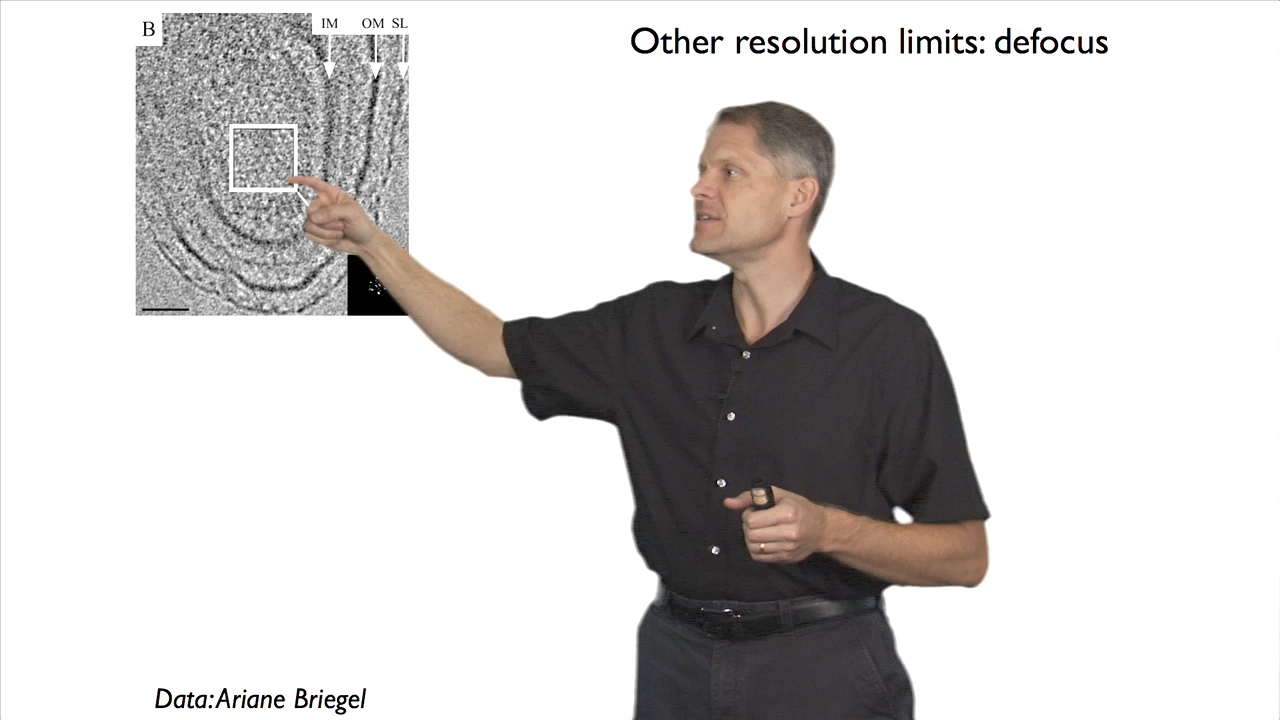 B
IM OM SL
Other resolution limits: defocus
Data:Ariane Briegel